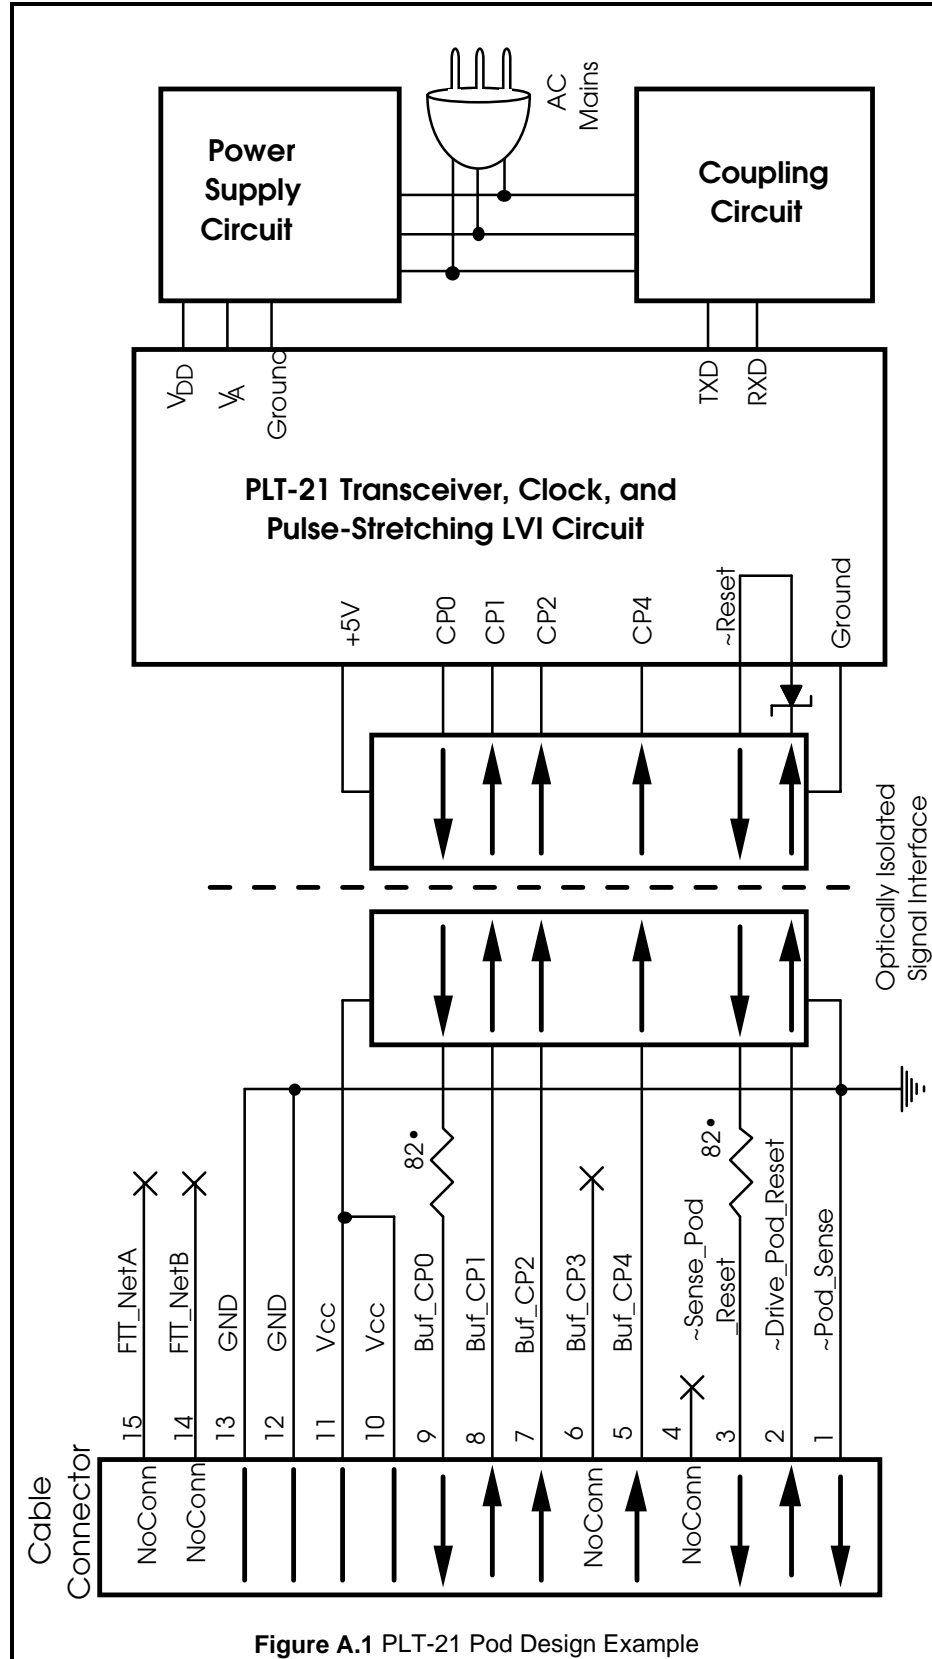 AC
Mains
Power
Supply
Circuit
Coupling
Circuit
VDD
VA
Ground
TXD
RXD
PLT-21 Transceiver, Clock, and
Pulse-Stretching LVI Circuit
+5V
CP0
CP1
CP2
CP4
~Reset
Ground
Optically Isolated
Signal Interface
82•
82•
FTT_NetA
FTT_NetB
GND
GND
Vcc
Vcc
Buf_CP0
Buf_CP1
Buf_CP2
Buf_CP3
Buf_CP4
~Sense_Pod
_Reset
~Drive_Pod_Reset
~Pod_Sense
15
14
13
12
11
10
9
8
7
6
5
4
3
2
1
Cable
Connector
NoConn
NoConn
NoConn
NoConn
Figure A.1 PLT-21 Pod Design Example